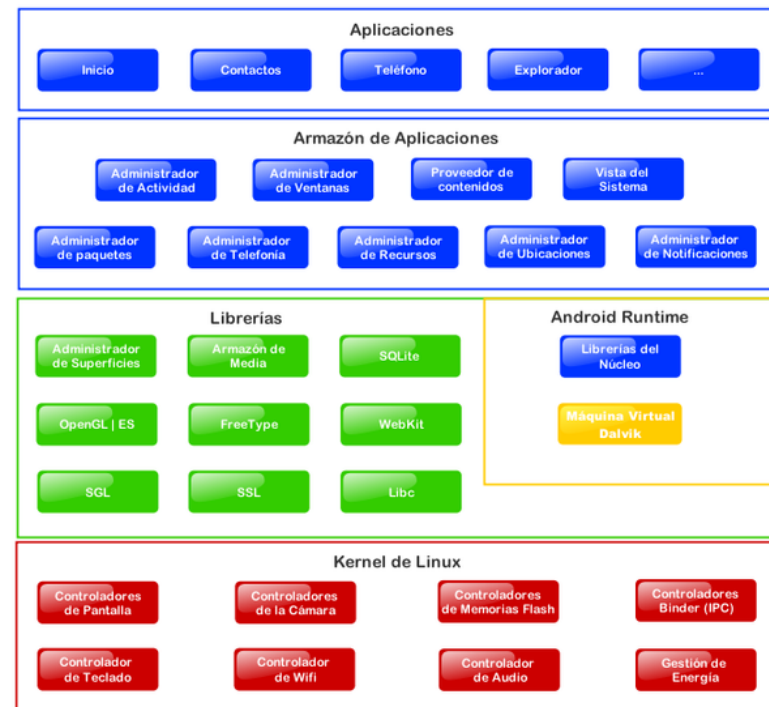 Aplicaciones
Inicio
Contactos
Teléfono
Explorador
...
Armazón de Aplicaciones
Administrador
de Actividad
Administrador
de Ventanas
Proveedor de
contenidos
Vista del
Sistema
Administrador
de paquetes
Administrador
de Telefonía
Administrador
de Recursos
Administrador
de Ubicaciones
Administrador
de Notificaciones
Librerías
Administrador
de Superficies
Armazón de
Media
SQLite
OpenGL | ES
FreeType
WebKit
SGL
SSL
Libc
Android Runtime
Librerías del
Núcleo
Máquina Virtual
Dalvik
Kernel de Linux
Controladores
de Pantalla
Controladores
de la Cámara
Controladores
de Memorias Flash
Controladores
Binder (IPC)
Controlador
de Teclado
Controlador
de Wifi
Controlador
de Audio
Gestión de
Energía